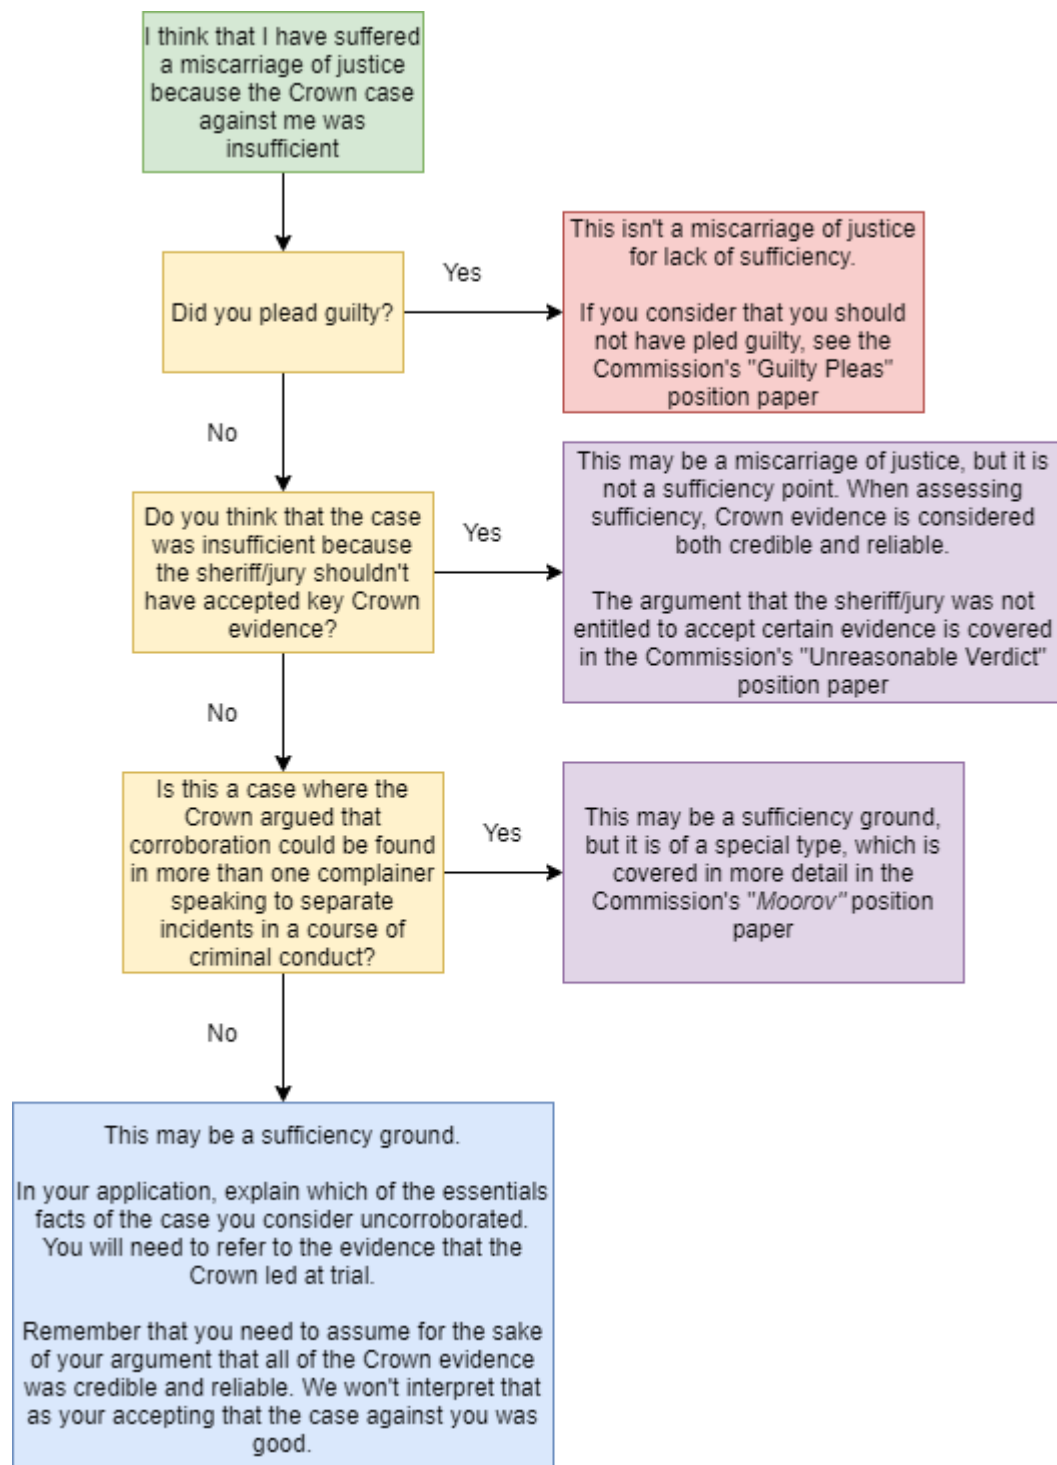 I think that I have suffered
a miscarriage of justice
because the Crown case
against me was
insufficient
Did you plead guilty?
Yes
This isn't a miscarriage of justice
for lack of sufficiency.
If you consider that you should
not have pled guilty, see the
Commission's "Guilty Pleas"
position paper
No
Do you think that the case
was insufficient because
the sheriff/jury shouldn't
have accepted key Crown
evidence?
Yes
This may be a miscarriage of justice, but it is
not a sufficiency point. When assessing
sufficiency, Crown evidence is considered
both credible and reliable.
The argument that the sheriff/jury was not
entitled to accept certain evidence is covered
in the Commission's "Unreasonable Verdict"
position paper
No
Is this a case where the
Crown argued that
corroboration could be found
in more than one complainer
speaking to separate
incidents in a course of
criminal conduct?
Yes
This may be a sufficiency ground,
but it is of a special type, which is
covered in more detail in the
Commission's "Moorov" position
paper
No
This may be a sufficiency ground.
In your application, explain which of the essentials
facts of the case you consider uncorroborated.
You will need to refer to the evidence that the
Crown led at trial.
Remember that you need to assume for the sake
of your argument that all of the Crown evidence
was credible and reliable. We won't interpret that
as your accepting that the case against you was
good.